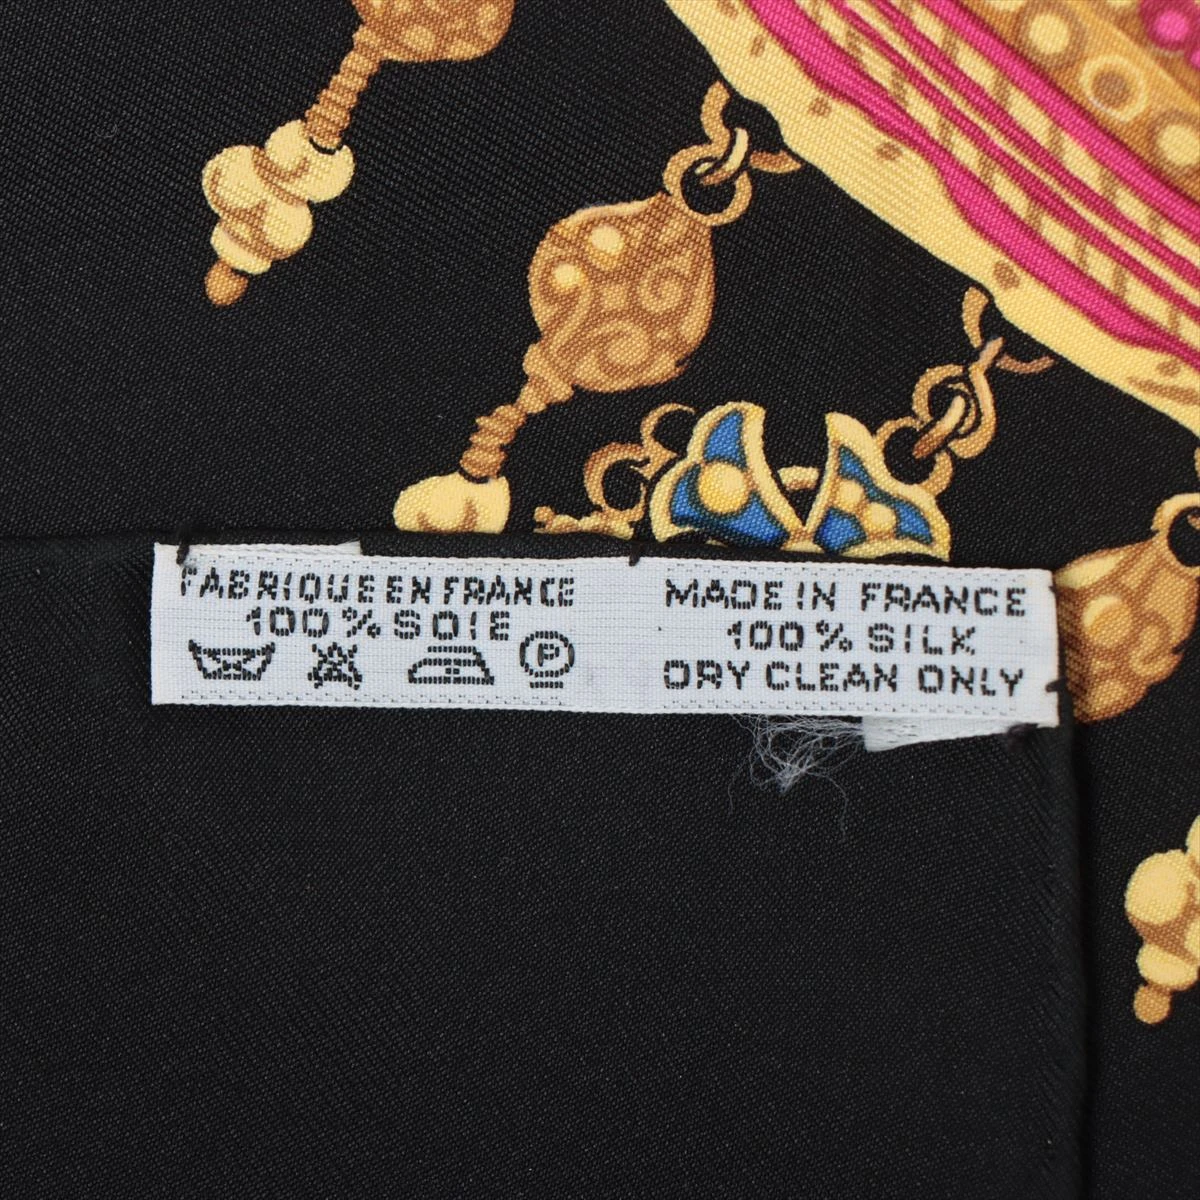 FABRIQUE EN FRANCE
100% SOIE
P
MADE IN FRANCE
100% SILK
DRY CLEAN ONLY